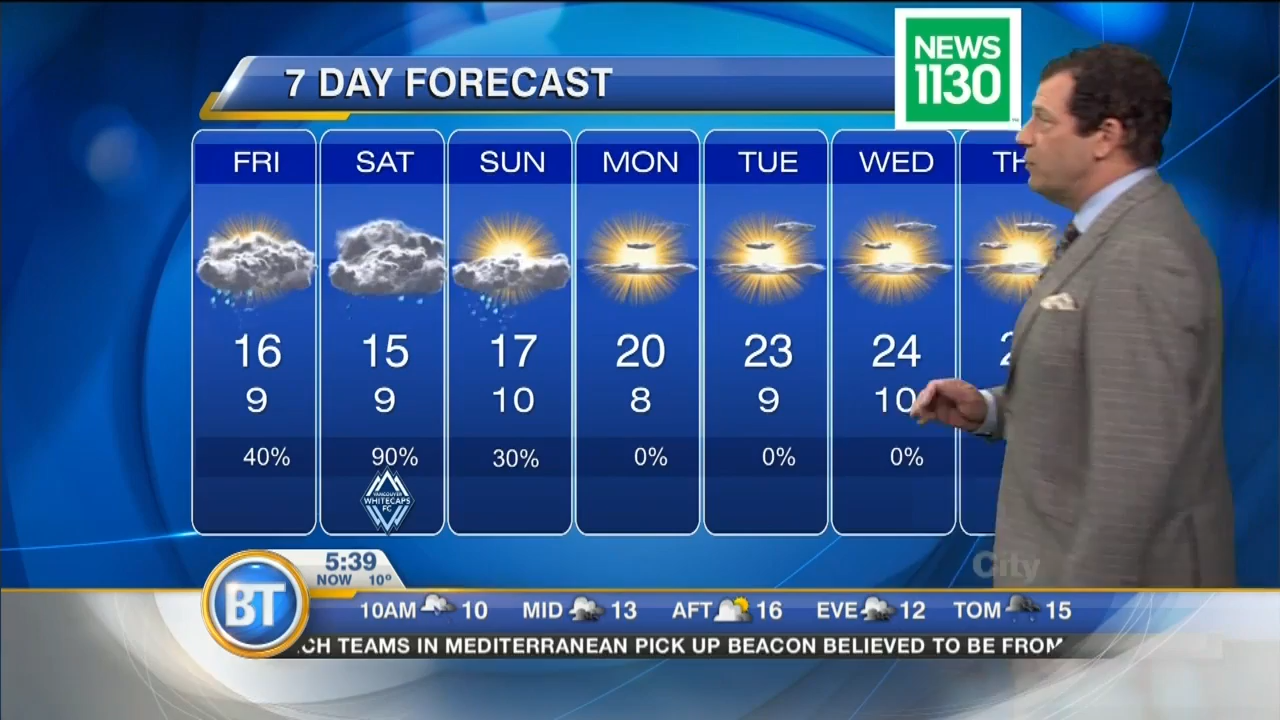 NEWS
1130
7 DAY FORECAST
FRI SAT SUN MON TUE WED
16 15 17 20 23 24
9 9 10 8 9 10
40% 90% 30% 0% 0% 0%
VANCOUVER
WHITECAPS
FC
City
5:39
NOW 10°
BT
10AM 10 MID 13 AFT 16 EVE 12 TOM 15
CH TEAMS IN MEDITERRANEAN PICK UP BEACON BELIEVED TO BE FROM